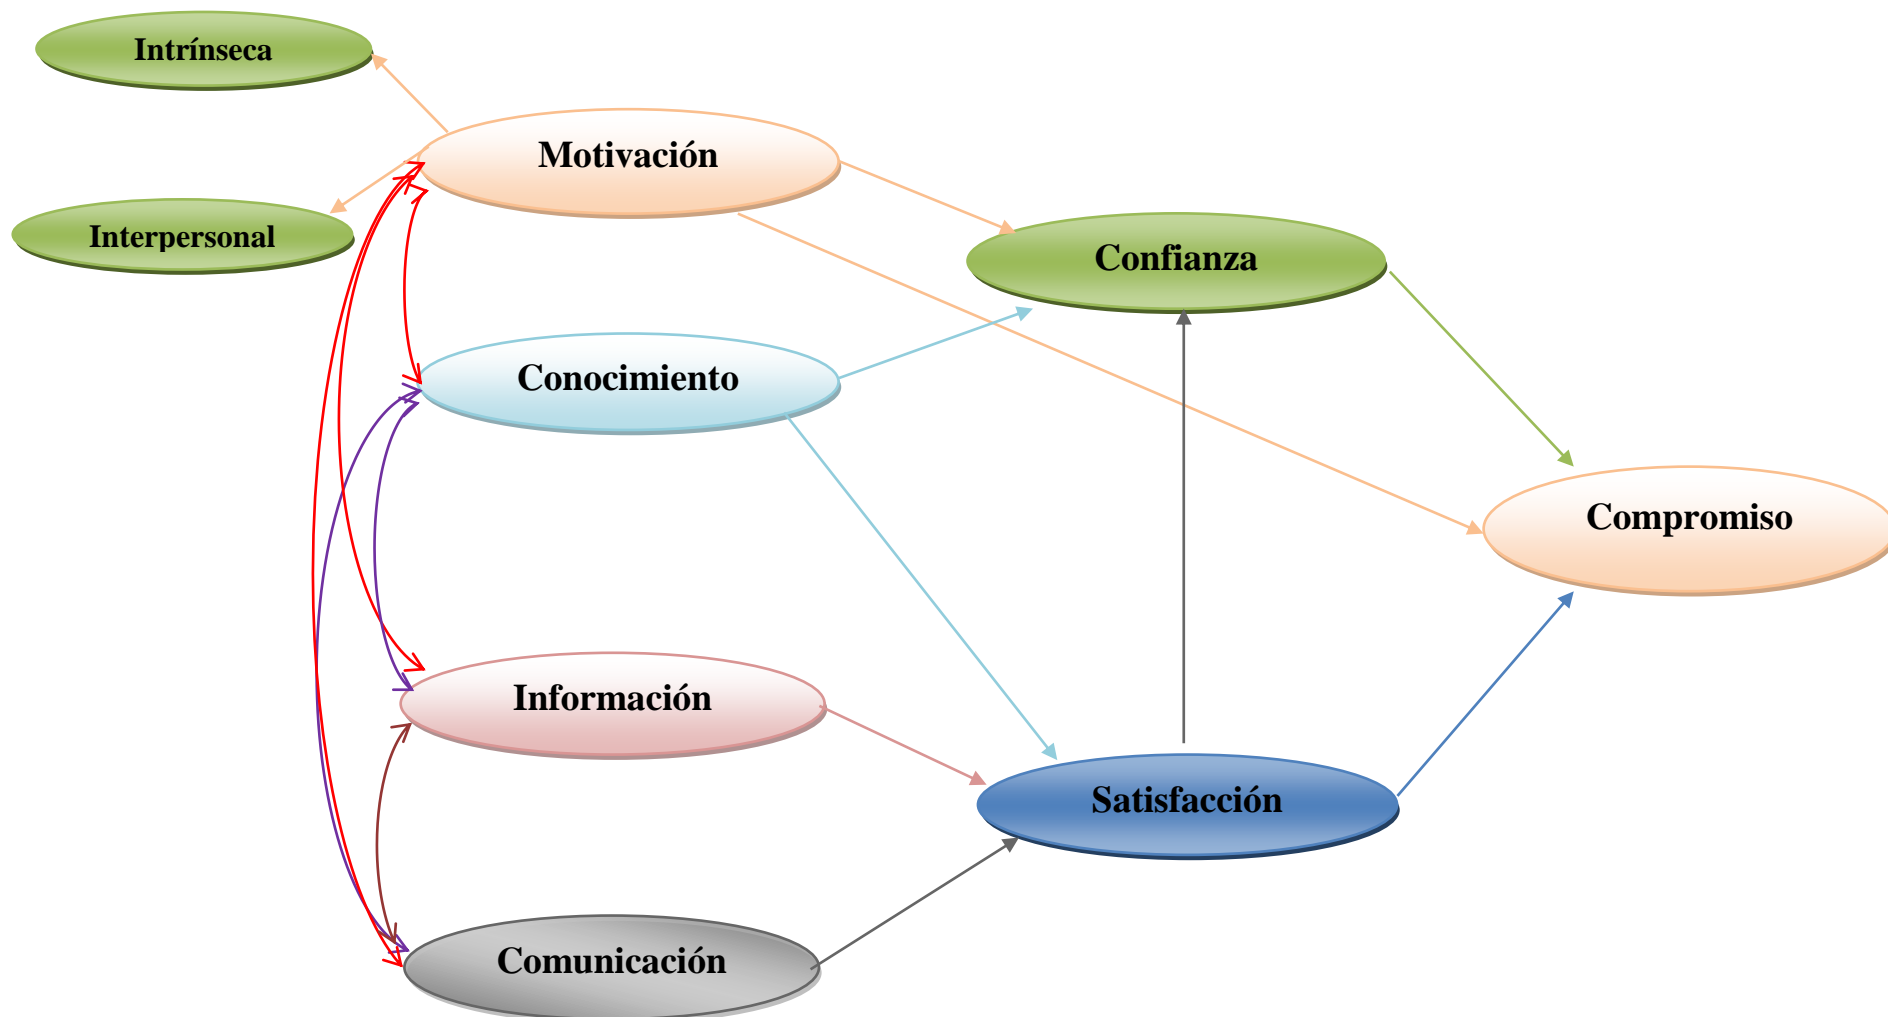 Intrínseca
Motivación
Interpersonal
Confianza
Conocimiento
Compromiso
Información
Satisfacción
Comunicación